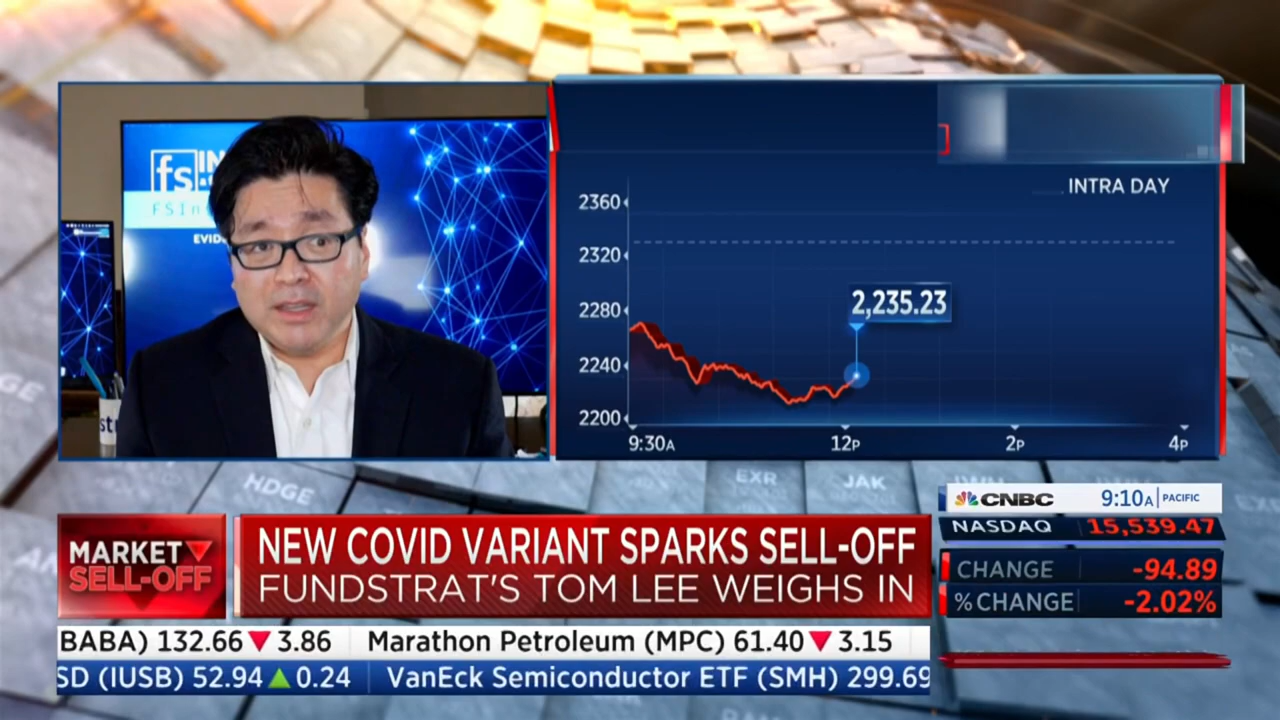 fs IN
FSIn
EVID
INTRA DAY
2360
2320
2280
2240
2200
2,235.23
9:30A 12P 2P 4P
HDGE
EXR
JAK
CNBC 9:10A PACIFIC
NASDAQ 15,539.47
CHANGE -94.89
% CHANGE -2.02%
MARKET
SELL-OFF
NEW COVID VARIANT SPARKS SELL-OFF
FUNDSTRAT'S TOM LEE WEIGHS IN
BABA) 132.66 ▼ 3.86 Marathon Petroleum (MPC) 61.40 ▼ 3.15
SD (IUSB) 52.94 ▲ 0.24 VanEck Semiconductor ETF (SMH) 299.69